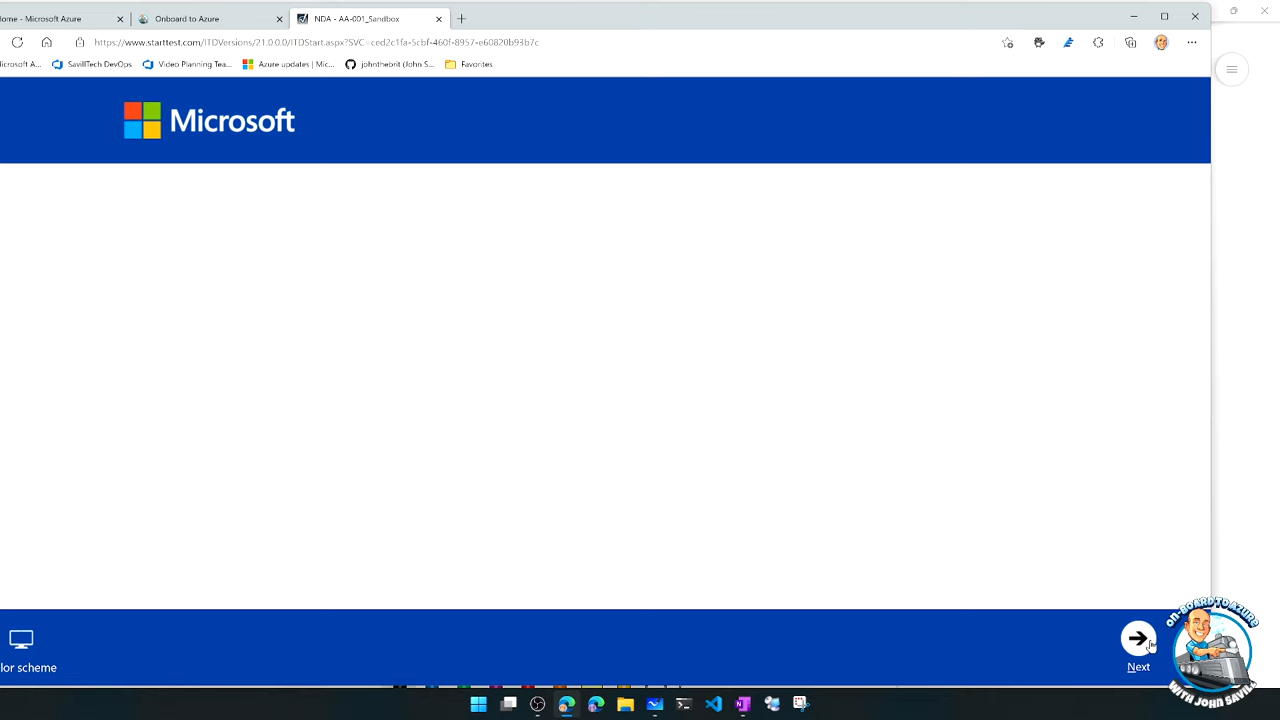 ome - Microsoft Azure
Onboard to Azure
NDA - AA-001_Sandbox
https://www.starttest.com/ITDVersions/21.0.0.0/ITDStart.aspx?SVC=ced2c1fa-5cbf-460f-8957-e60820b93b7c
icrosoft A...
SavillTech DevOps
Video Planning Tea...
Azure updates | Mic...
johnthebrit (John S...
Favorites
Microsoft
lor scheme
Next
ON-BOARD TO AZURE
WITH JOHN SAVILL